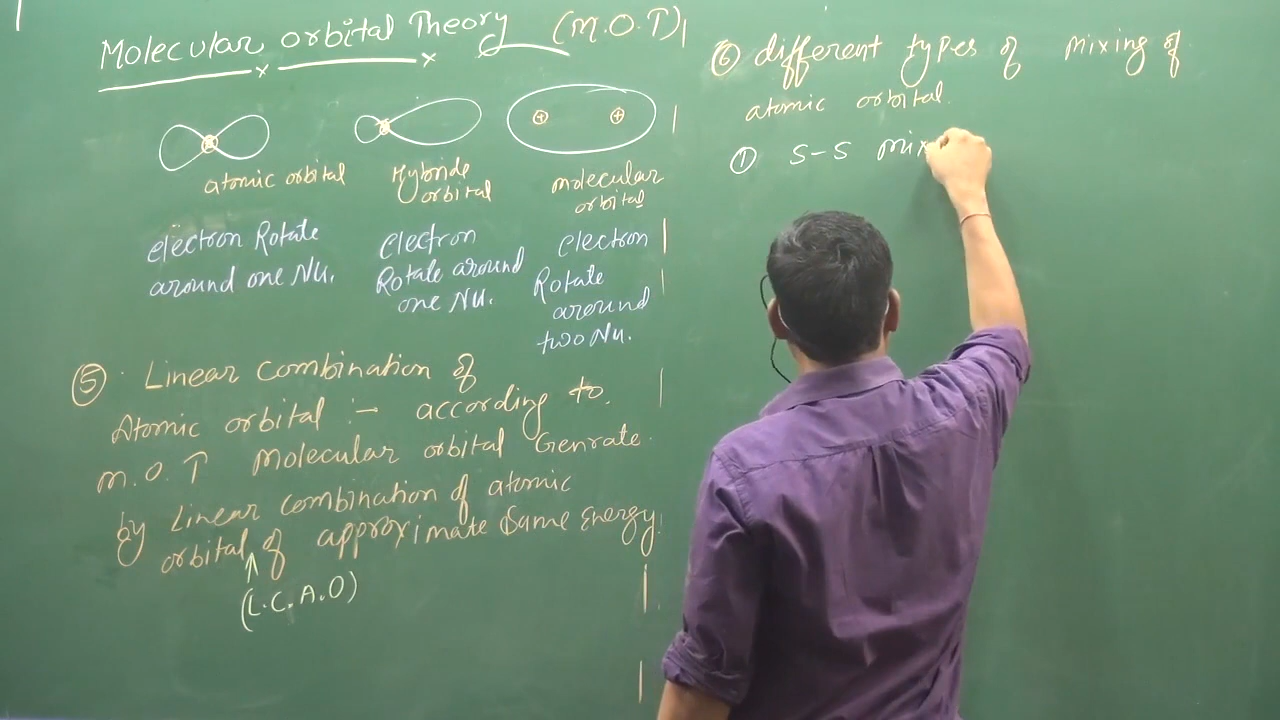 Molecular orbital Theory (M.O.T)
atomic orbital
Hybride
orbital
molecular
orbital
electron Rotate
around one Nu.
electron
Rotate around
one Nu.
electron
Rotate
around
two Nu.
⑤ Linear combination of
Atomic orbital :- according to.
M.O.T Molecular orbital Genrate
by Linear combination of atomic
orbital of approximate same Energy.
(L.C.A.O)
⑥ different types of mixing of
atomic orbital.
① S-S mix